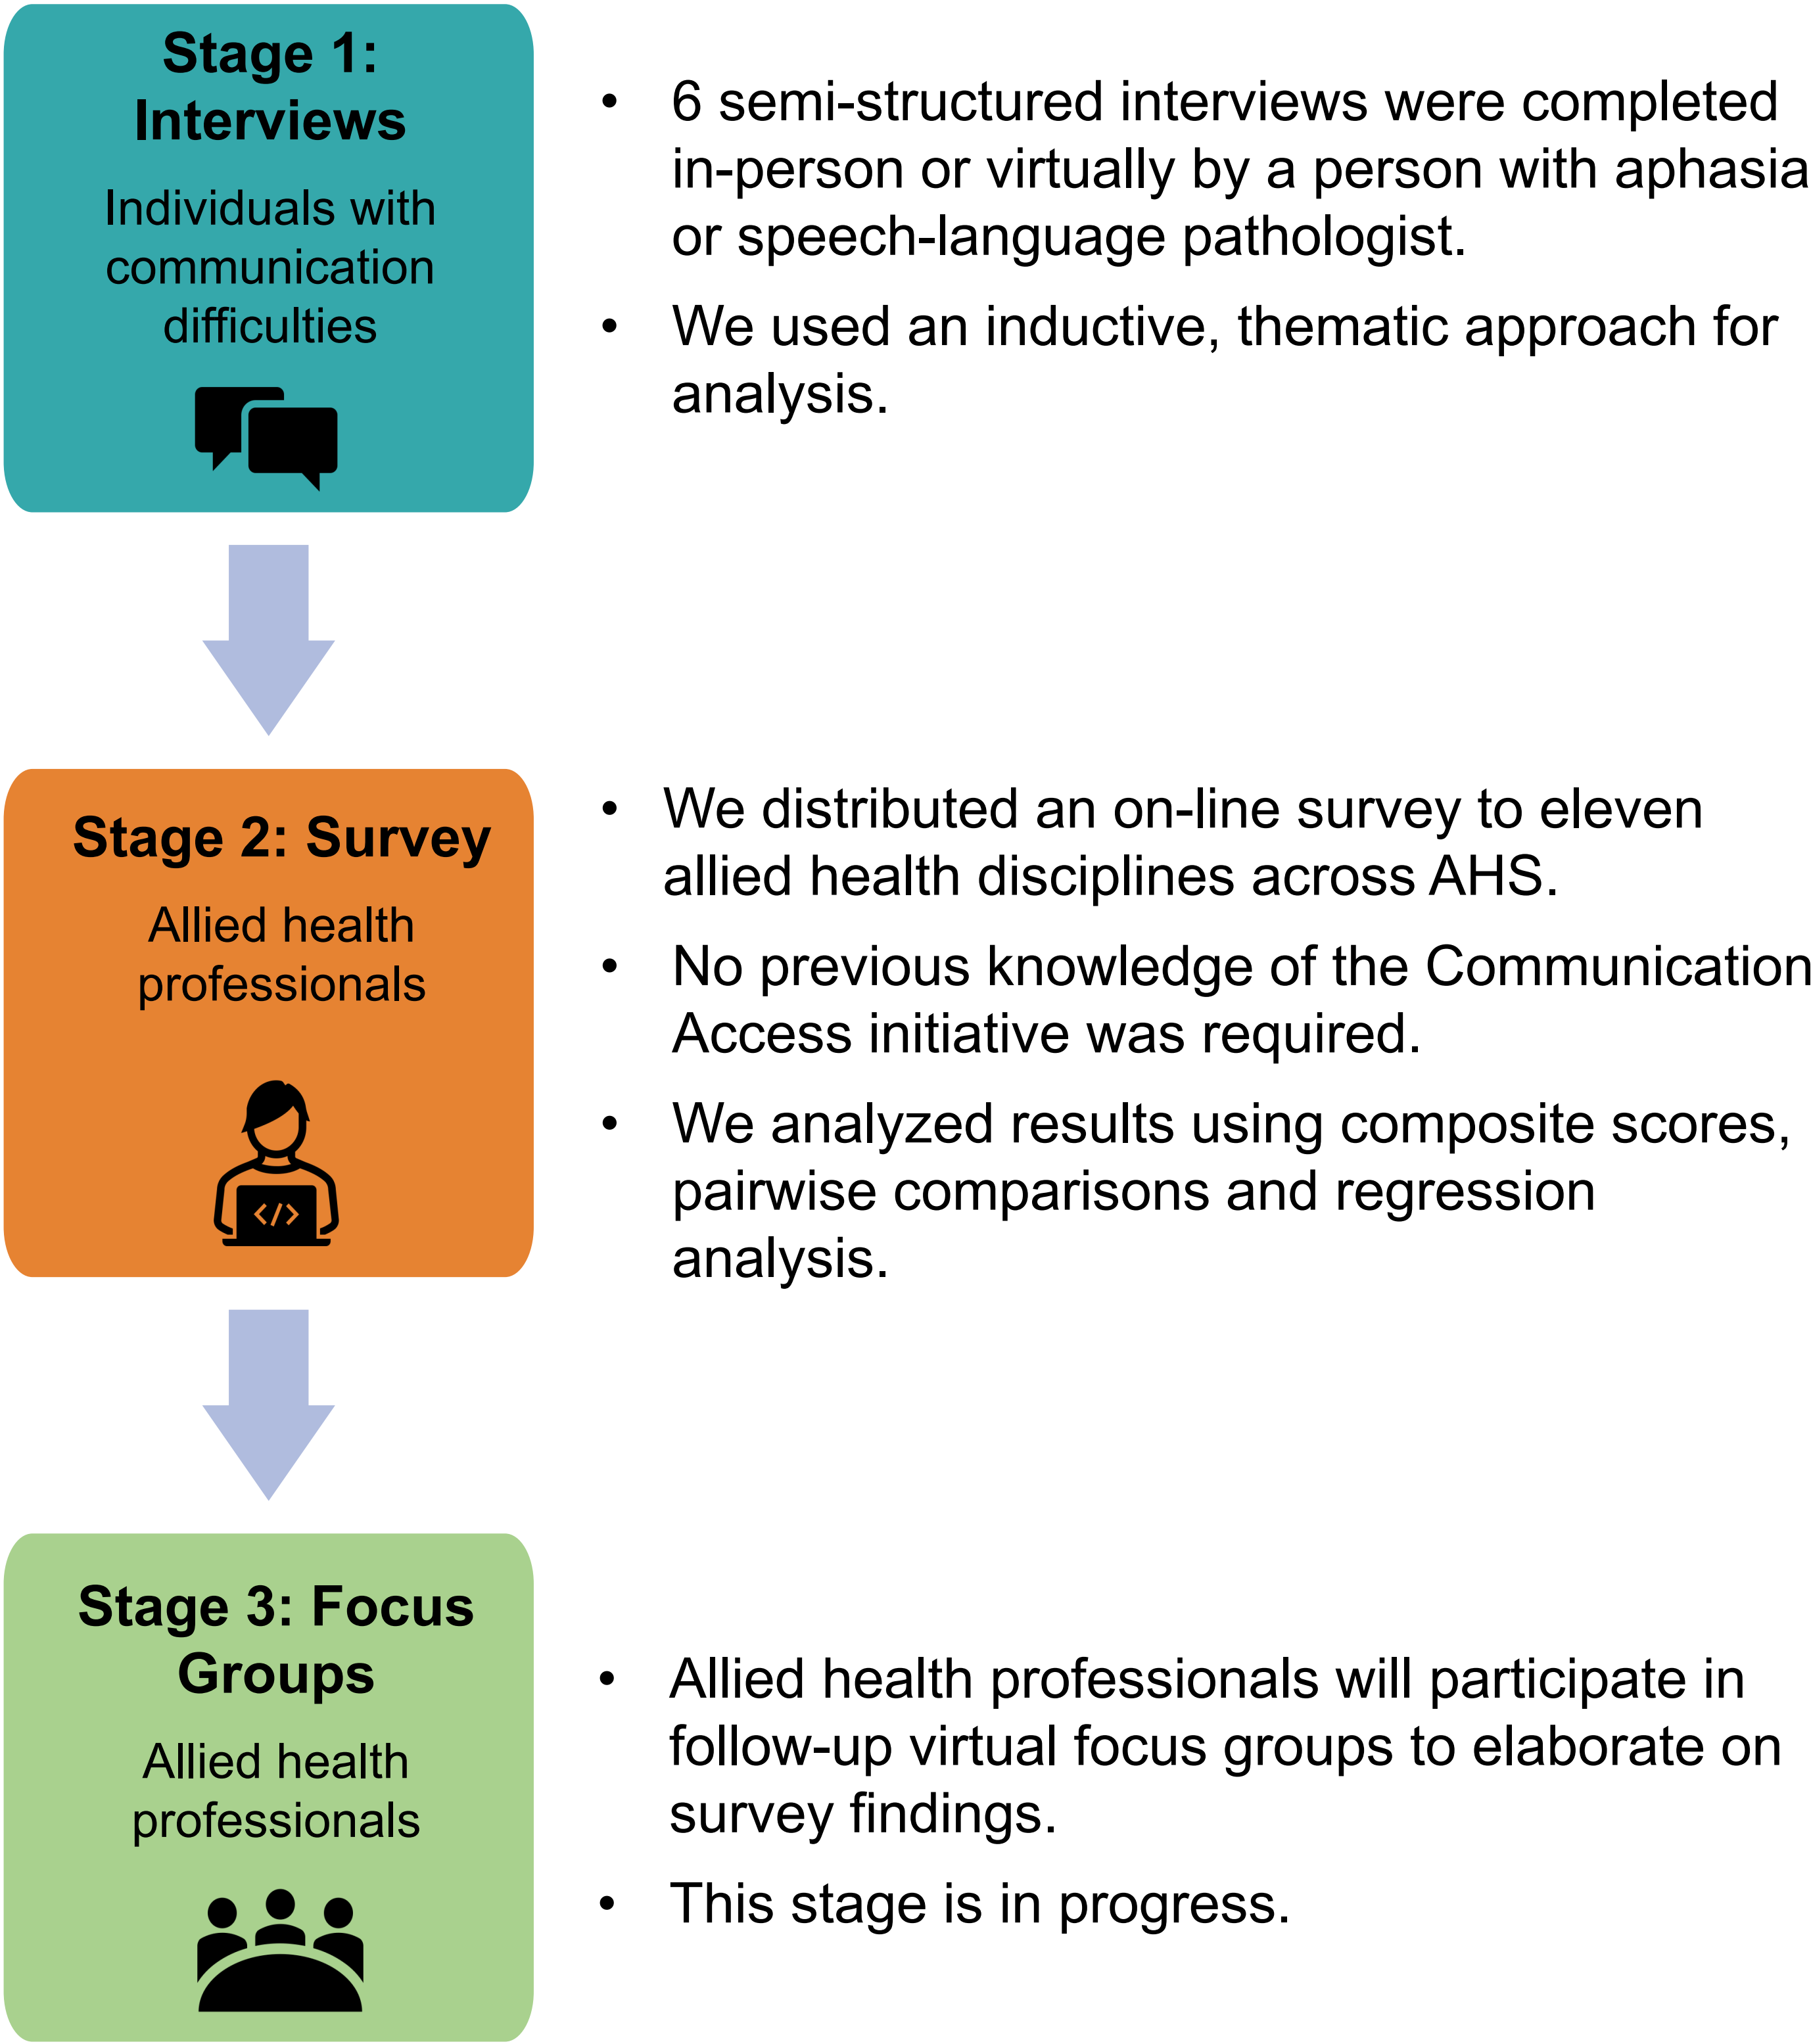 Stage 1:
Interviews
Individuals with
communication
difficulties
• 6 semi-structured interviews were completed
in-person or virtually by a person with aphasia
or speech-language pathologist.
• We used an inductive, thematic approach for
analysis.
Stage 2: Survey
Allied health
professionals
</>
• We distributed an on-line survey to eleven
allied health disciplines across AHS.
• No previous knowledge of the Communication
Access initiative was required.
• We analyzed results using composite scores,
pairwise comparisons and regression
analysis.
Stage 3: Focus
Groups
Allied health
professionals
• Allied health professionals will participate in
follow-up virtual focus groups to elaborate on
survey findings.
• This stage is in progress.